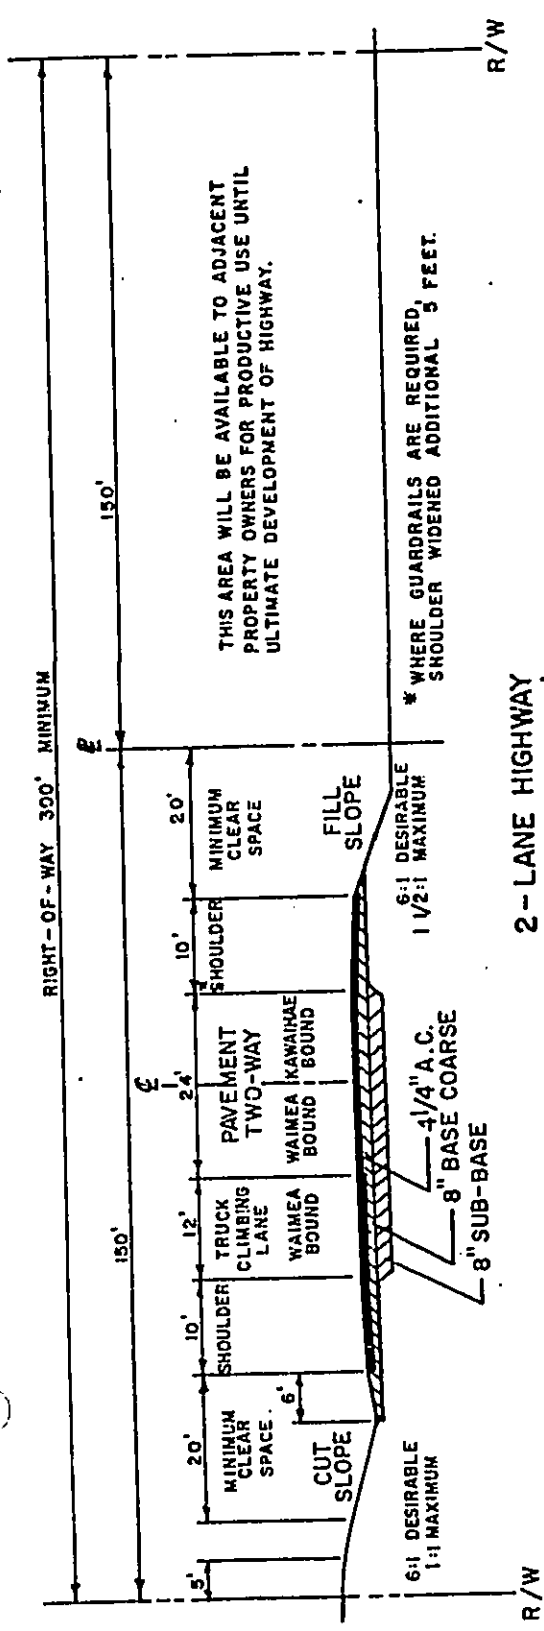 RIGHT-OF-WAY 300' MINIMUM
150'
150'
5'
20'
MINIMUM
CLEAR
SPACE.
6'
10'
SHOULDER
12'
TRUCK
CLIMBING
LANE
WAIMEA
BOUND
24'
PAVEMENT
TWO-WAY
WAIMEA
BOUND
KAWAIHAE
BOUND
10'
*
SHOULDER
20'
MINIMUM
CLEAR
SPACE
CUT
SLOPE
FILL
SLOPE
6:1 DESIRABLE
1:1 MAXIMUM
6:1 DESIRABLE
1 1/2:1 MAXIMUM
4 1/4" A.C.
8" BASE COARSE
8" SUB-BASE
THIS AREA WILL BE AVAILABLE TO ADJACENT
PROPERTY OWNERS FOR PRODUCTIVE USE UNTIL
ULTIMATE DEVELOPMENT OF HIGHWAY.
* WHERE GUARDRAILS ARE REQUIRED,
SHOULDER WIDENED ADDITIONAL 5 FEET.
R/W
R/W
2-LANE HIGHWAY